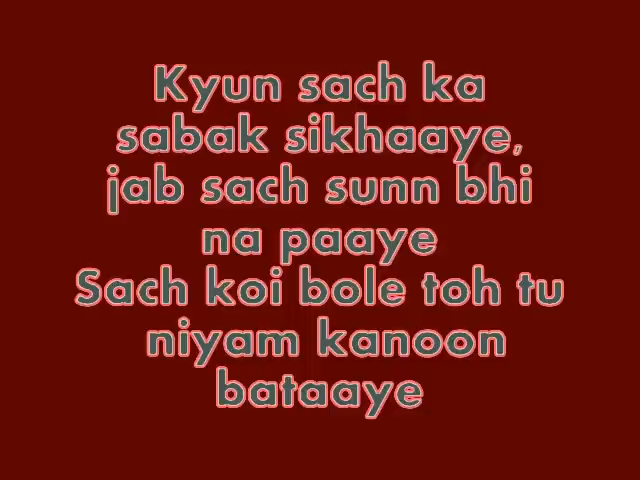 Kyun sach ka
sabak sikhaaye,
jab sach sunn bhi
na paaye
Sach koi bole toh tu
niyam kanoon
bataaye